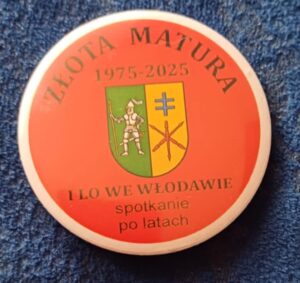 ZŁOTA MATURA
1975-2025
I LO WE WŁODAWIE
spotkanie
po latach